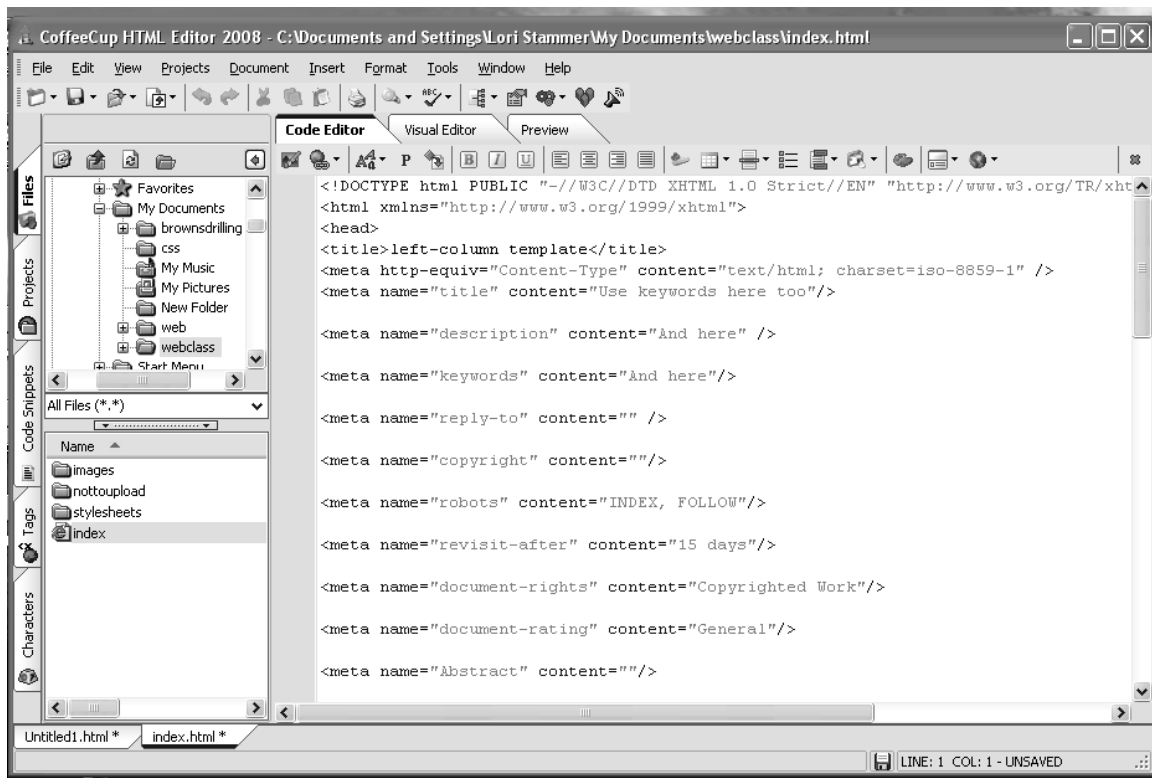 CoffeeCup HTML Editor 2008 - C:\Documents and Settings\Lori Stammer\My Documents\webclass\index.html
File Edit View Projects Document Insert Format Tools Window Help
ABC
Code Editor Visual Editor Preview
P B I U
Files
Projects
Code Snippets
Tags
Characters
Favorites
My Documents
brownsdrilling
css
My Music
My Pictures
New Folder
web
webclass
Start Menu
All Files (*.*)
Name
images
nottoupload
stylesheets
index
<!DOCTYPE html PUBLIC "-//W3C//DTD XHTML 1.0 Strict//EN" "http://www.w3.org/TR/xht
<html xmlns="http://www.w3.org/1999/xhtml">
<head>
<title>left-column template</title>
<meta http-equiv="Content-Type" content="text/html; charset=iso-8859-1" />
<meta name="title" content="Use keywords here too"/>
<meta name="description" content="And here" />
<meta name="keywords" content="And here"/>
<meta name="reply-to" content="" />
<meta name="copyright" content=""/>
<meta name="robots" content="INDEX, FOLLOW"/>
<meta name="revisit-after" content="15 days"/>
<meta name="document-rights" content="Copyrighted Work"/>
<meta name="document-rating" content="General"/>
<meta name="Abstract" content=""/>
Untitled1.html * index.html *
LINE: 1 COL: 1 - UNSAVED